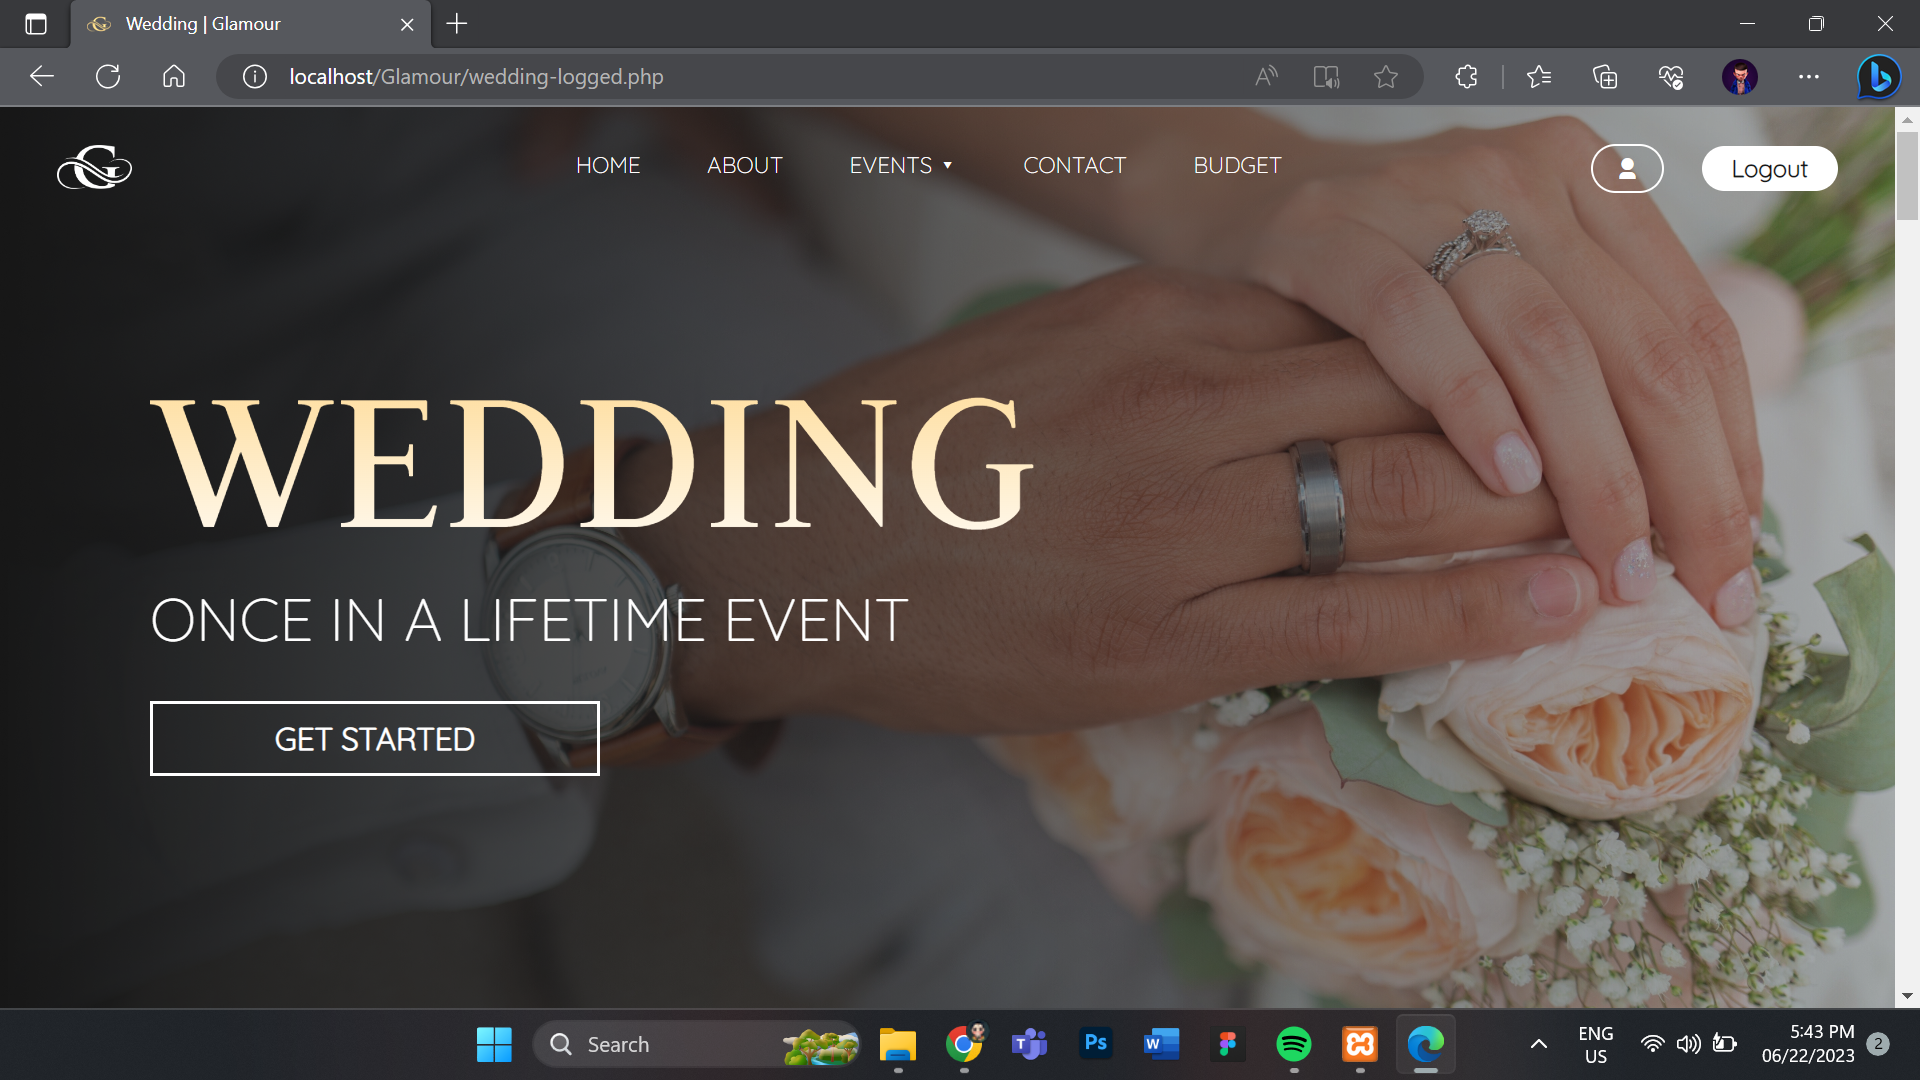 Wedding | Glamour
localhost/Glamour/wedding-logged.php
HOME ABOUT EVENTS CONTACT BUDGET Logout
WEDDING
ONCE IN A LIFETIME EVENT
GET STARTED
Search
ENG
US
5:43 PM
06/22/2023
2